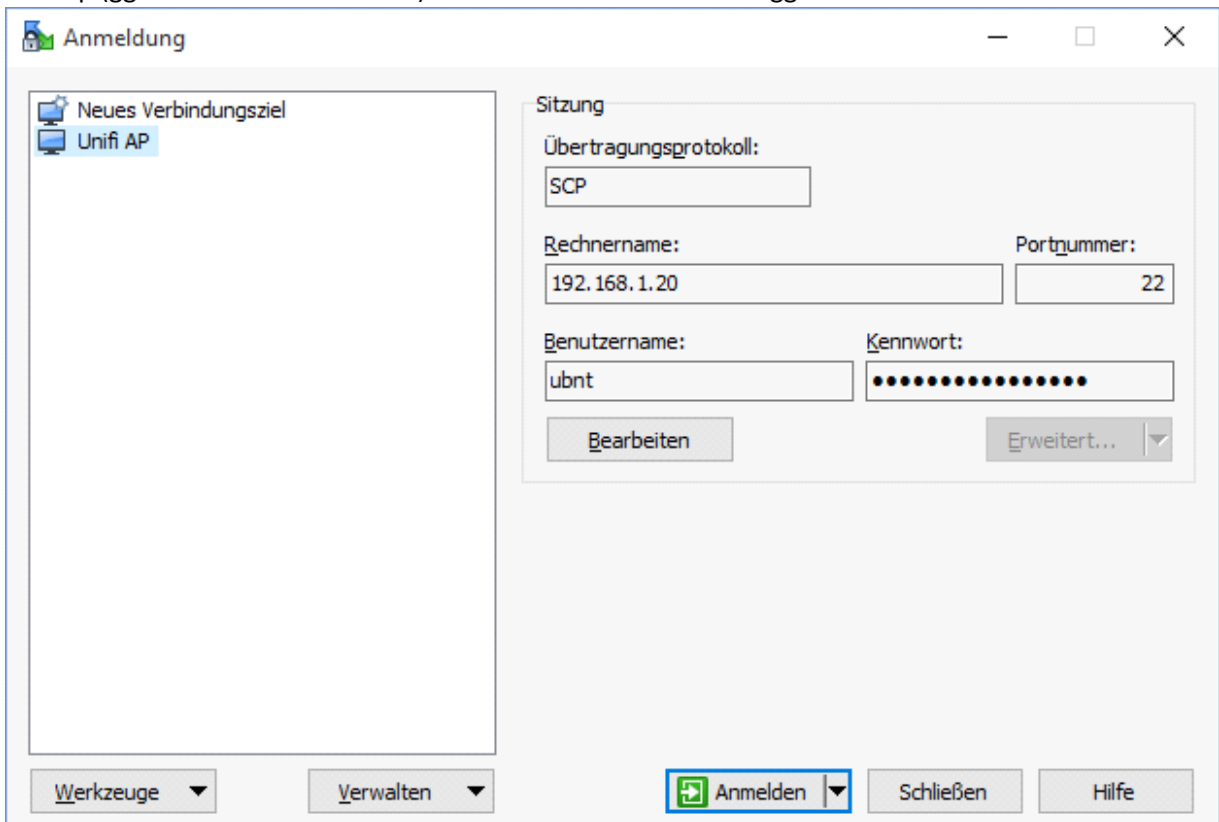 Anmeldung
Neues Verbindungsziel
Unifi AP
Sitzung
Übertragungsprotokoll:
SCP
Rechnername: Portnummer:
192.168.1.20 22
Benutzername: Kennwort:
ubnt ••••••••••••••••
Bearbeiten Erweitert...
Werkzeuge Verwalten Anmelden Schließen Hilfe